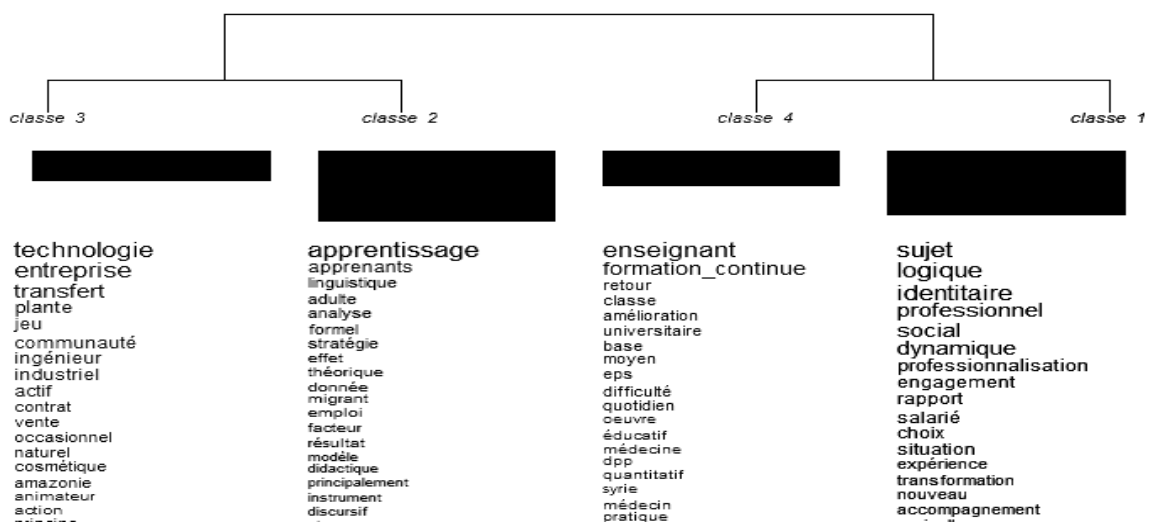 classe 3
classe 2
classe 4
classe 1
technologie
entreprise
transfert
plante
jeu
communauté
ingénieur
industriel
actif
contrat
vente
occasionnel
naturel
cosmétique
amazonie
animateur
action
apprentissage
apprenants
linguistique
adulte
analyse
formel
stratégie
effet
théorique
donnée
migrant
emploi
facteur
résultat
modèle
didactique
principalement
instrument
discursif
enseignant
formation_continue
retour
classe
amélioration
universitaire
base
moyen
eps
difficulté
quotidien
oeuvre
éducatif
médecine
dpp
quantitatif
syrie
médecin
pratique
sujet
logique
identitaire
professionnel
social
dynamique
professionnalisation
engagement
rapport
salarié
choix
situation
expérience
transformation
nouveau
accompagnement